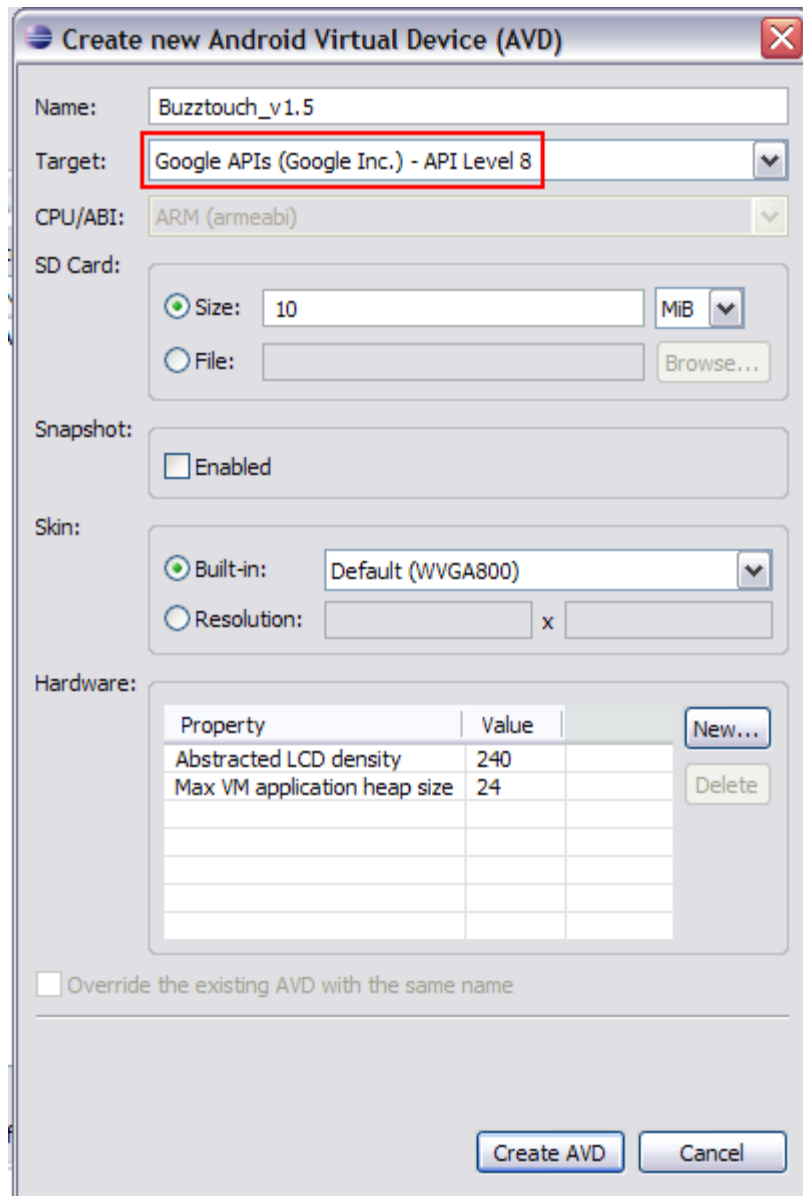 Create new Android Virtual Device (AVD)
Name: Buzztouch_v1.5
Target: Google APIs (Google Inc.) - API Level 8
CPU/ABI: ARM (armeabi)
SD Card:
Size: 10 MiB
File: Browse...
Snapshot:
Enabled
Skin:
Built-in: Default (WVGA800)
Resolution: x
Hardware:
Property Value New...
Abstracted LCD density 240
Max VM application heap size 24 Delete
Override the existing AVD with the same name
Create AVD Cancel